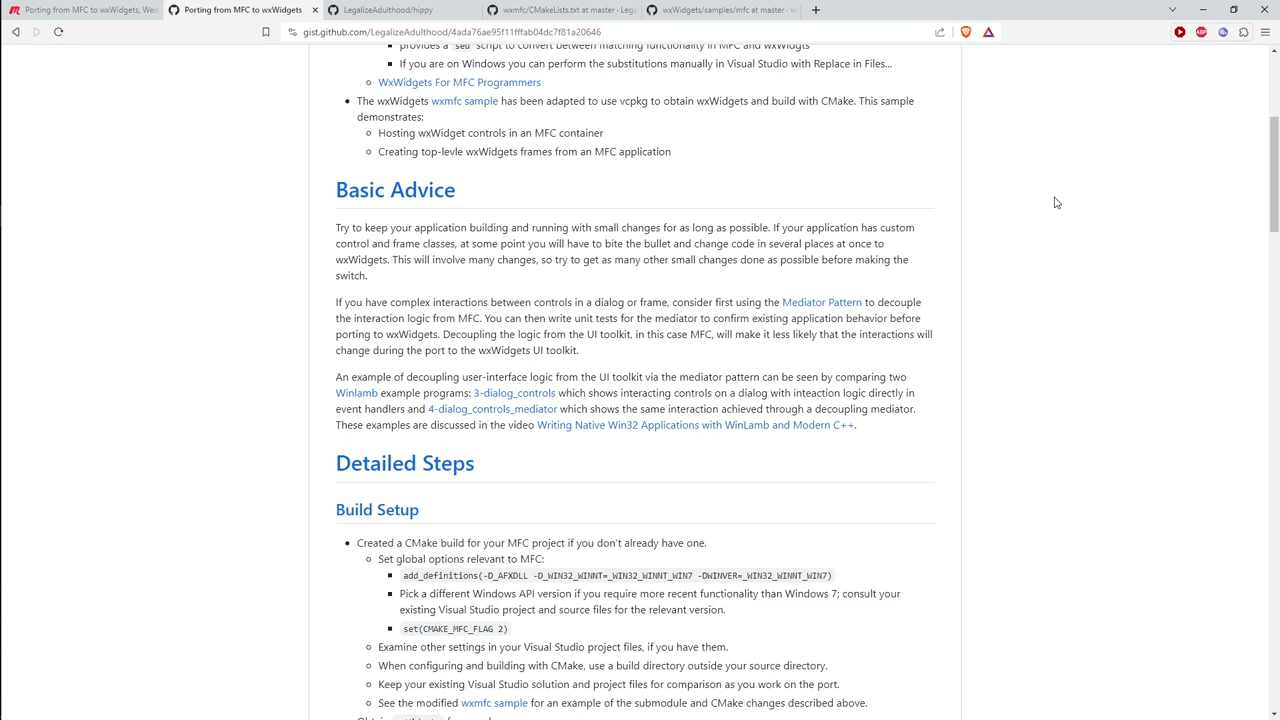 Porting from MFC to wxWidgets, Wed
Porting from MFC to wxWidgets
LegalizeAdulthood/hippy
wxmfc/CMakeLists.txt at master · Leg
wxWidgets/samples/mfc at master · w
gist.github.com/LegalizeAdulthood/4ada76ae95f11fffab04dc7f81a20646
provides a sed script to convert between matching functionality in MFC and wxWidgts
If you are on Windows you can perform the substitutions manually in Visual Studio with Replace in Files...
WxWidgets For MFC Programmers
The wxWidgets wxmfc sample has been adapted to use vcpkg to obtain wxWidgets and build with CMake. This sample
demonstrates:
Hosting wxWidget controls in an MFC container
Creating top-levle wxWidgets frames from an MFC application
Basic Advice
Try to keep your application building and running with small changes for as long as possible. If your application has custom
control and frame classes, at some point you will have to bite the bullet and change code in several places at once to
wxWidgets. This will involve many changes, so try to get as many other small changes done as possible before making the
switch.
If you have complex interactions between controls in a dialog or frame, consider first using the Mediator Pattern to decouple
the interaction logic from MFC. You can then write unit tests for the mediator to confirm existing application behavior before
porting to wxWidgets. Decoupling the logic from the UI toolkit, in this case MFC, will make it less likely that the interactions will
change during the port to the wxWidgets UI toolkit.
An example of decoupling user-interface logic from the UI toolkit via the mediator pattern can be seen by comparing two
Winlamb example programs: 3-dialog_controls which shows interacting controls on a dialog with inteaction logic directly in
event handlers and 4-dialog_controls_mediator which shows the same interaction achieved through a decoupling mediator.
These examples are discussed in the video Writing Native Win32 Applications with WinLamb and Modern C++.
Detailed Steps
Build Setup
Created a CMake build for your MFC project if you don't already have one.
Set global options relevant to MFC:
add_definitions(-D_AFXDLL -D_WIN32_WINNT=_WIN32_WINNT_WIN7 -DWINVER=_WIN32_WINNT_WIN7)
Pick a different Windows API version if you require more recent functionality than Windows 7; consult your
existing Visual Studio project and source files for the relevant version.
set(CMAKE_MFC_FLAG 2)
Examine other settings in your Visual Studio project files, if you have them.
When configuring and building with CMake, use a build directory outside your source directory.
Keep your existing Visual Studio solution and project files for comparison as you work on the port.
See the modified wxmfc sample for an example of the submodule and CMake changes described above.